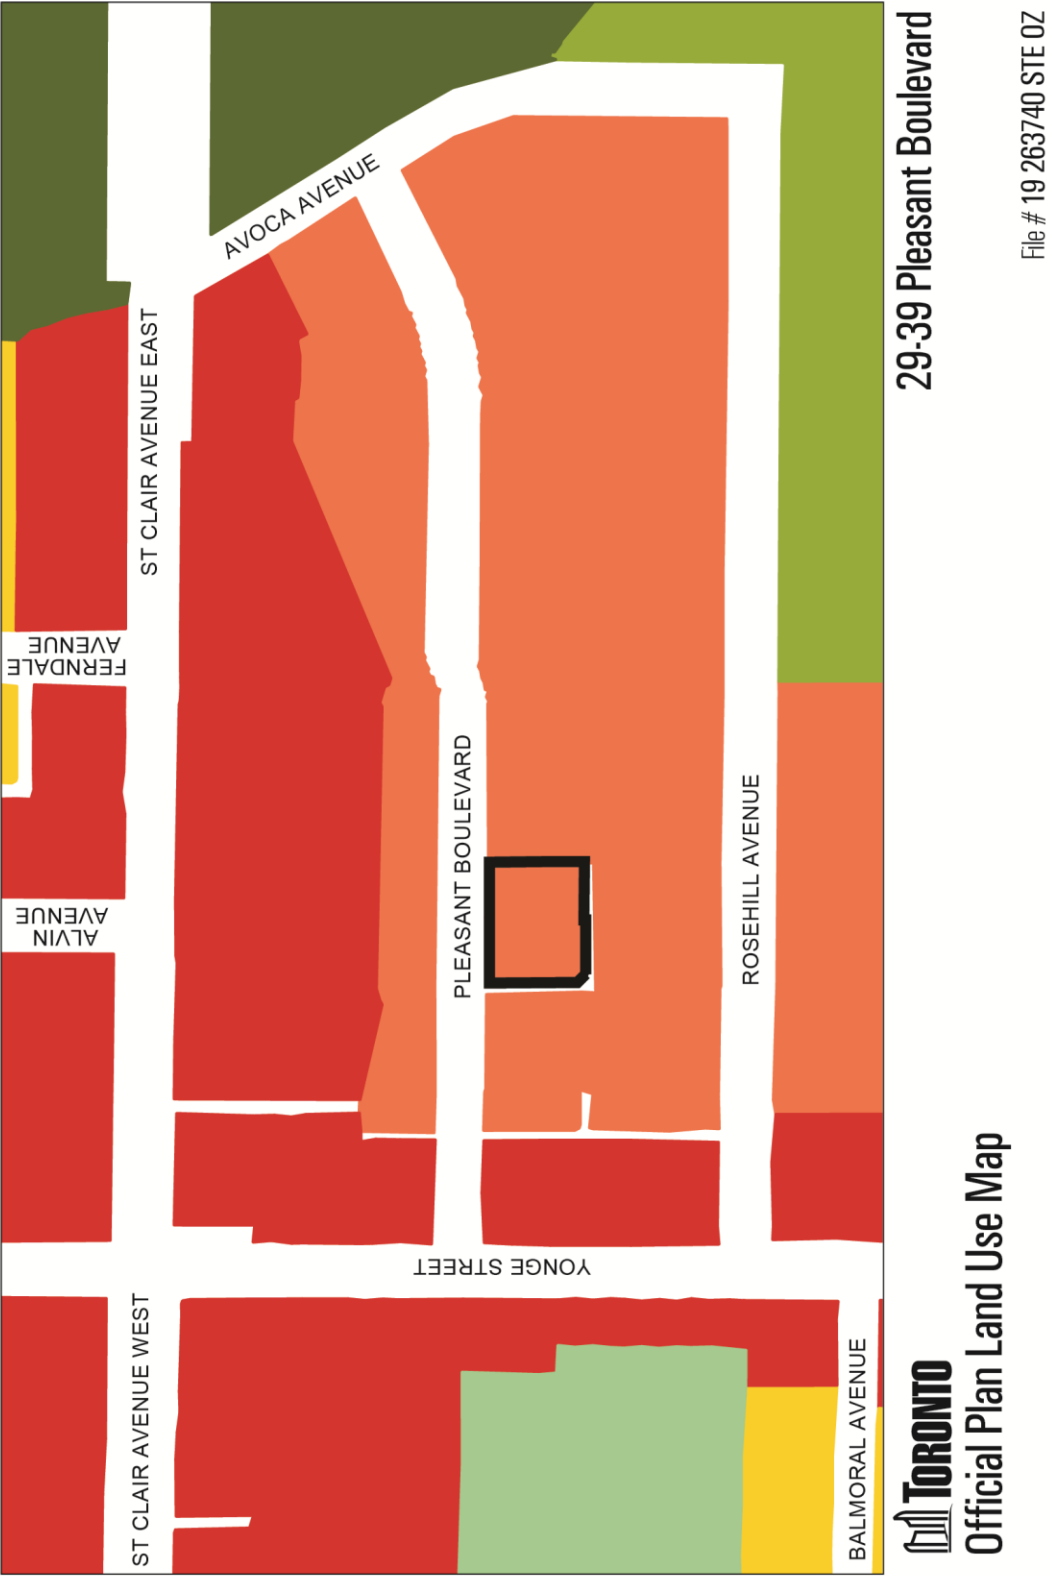 FERNDALE
AVENUE
ALVIN
AVENUE
ST CLAIR AVENUE EAST
AVOCA AVENUE
PLEASANT BOULEVARD
ROSEHILL AVENUE
YONGE STREET
ST CLAIR AVENUE WEST
BALMORAL AVENUE
TORONTO
Official Plan Land Use Map
29-39 Pleasant Boulevard
File # 19 263740 STE OZ